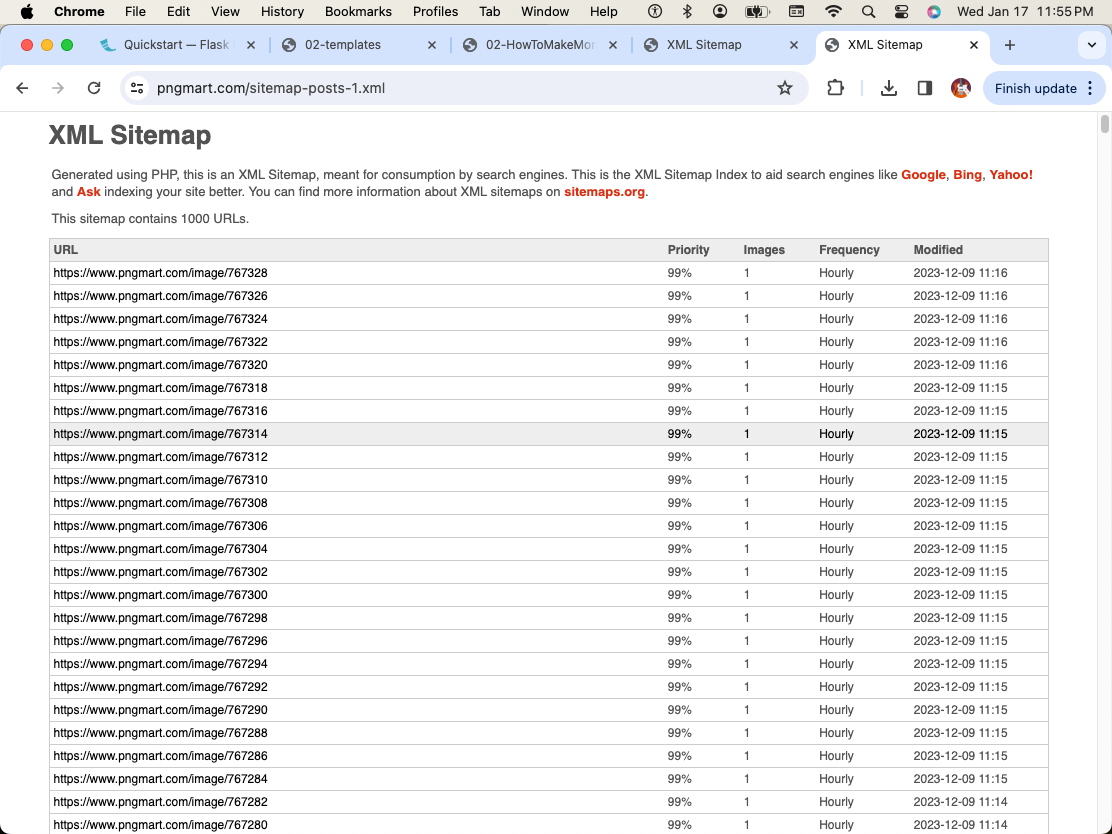 Chrome File Edit View History Bookmarks Profiles Tab Window Help Wed Jan 17 11:55 PM
Quickstart — Flask 02-templates 02-HowToMakeMor XML Sitemap XML Sitemap
pngmart.com/sitemap-posts-1.xml Finish update
XML Sitemap
Generated using PHP, this is an XML Sitemap, meant for consumption by search engines. This is the XML Sitemap Index to aid search engines like Google, Bing, Yahoo!
and Ask indexing your site better. You can find more information about XML sitemaps on sitemaps.org.
This sitemap contains 1000 URLs.
URL Priority Images Frequency Modified
https://www.pngmart.com/image/767328 99% 1 Hourly 2023-12-09 11:16
https://www.pngmart.com/image/767326 99% 1 Hourly 2023-12-09 11:16
https://www.pngmart.com/image/767324 99% 1 Hourly 2023-12-09 11:16
https://www.pngmart.com/image/767322 99% 1 Hourly 2023-12-09 11:16
https://www.pngmart.com/image/767320 99% 1 Hourly 2023-12-09 11:16
https://www.pngmart.com/image/767318 99% 1 Hourly 2023-12-09 11:15
https://www.pngmart.com/image/767316 99% 1 Hourly 2023-12-09 11:15
https://www.pngmart.com/image/767314 99% 1 Hourly 2023-12-09 11:15
https://www.pngmart.com/image/767312 99% 1 Hourly 2023-12-09 11:15
https://www.pngmart.com/image/767310 99% 1 Hourly 2023-12-09 11:15
https://www.pngmart.com/image/767308 99% 1 Hourly 2023-12-09 11:15
https://www.pngmart.com/image/767306 99% 1 Hourly 2023-12-09 11:15
https://www.pngmart.com/image/767304 99% 1 Hourly 2023-12-09 11:15
https://www.pngmart.com/image/767302 99% 1 Hourly 2023-12-09 11:15
https://www.pngmart.com/image/767300 99% 1 Hourly 2023-12-09 11:15
https://www.pngmart.com/image/767298 99% 1 Hourly 2023-12-09 11:15
https://www.pngmart.com/image/767296 99% 1 Hourly 2023-12-09 11:15
https://www.pngmart.com/image/767294 99% 1 Hourly 2023-12-09 11:15
https://www.pngmart.com/image/767292 99% 1 Hourly 2023-12-09 11:15
https://www.pngmart.com/image/767290 99% 1 Hourly 2023-12-09 11:15
https://www.pngmart.com/image/767288 99% 1 Hourly 2023-12-09 11:15
https://www.pngmart.com/image/767286 99% 1 Hourly 2023-12-09 11:15
https://www.pngmart.com/image/767284 99% 1 Hourly 2023-12-09 11:15
https://www.pngmart.com/image/767282 99% 1 Hourly 2023-12-09 11:14
https://www.pngmart.com/image/767280 99% 1 Hourly 2023-12-09 11:14